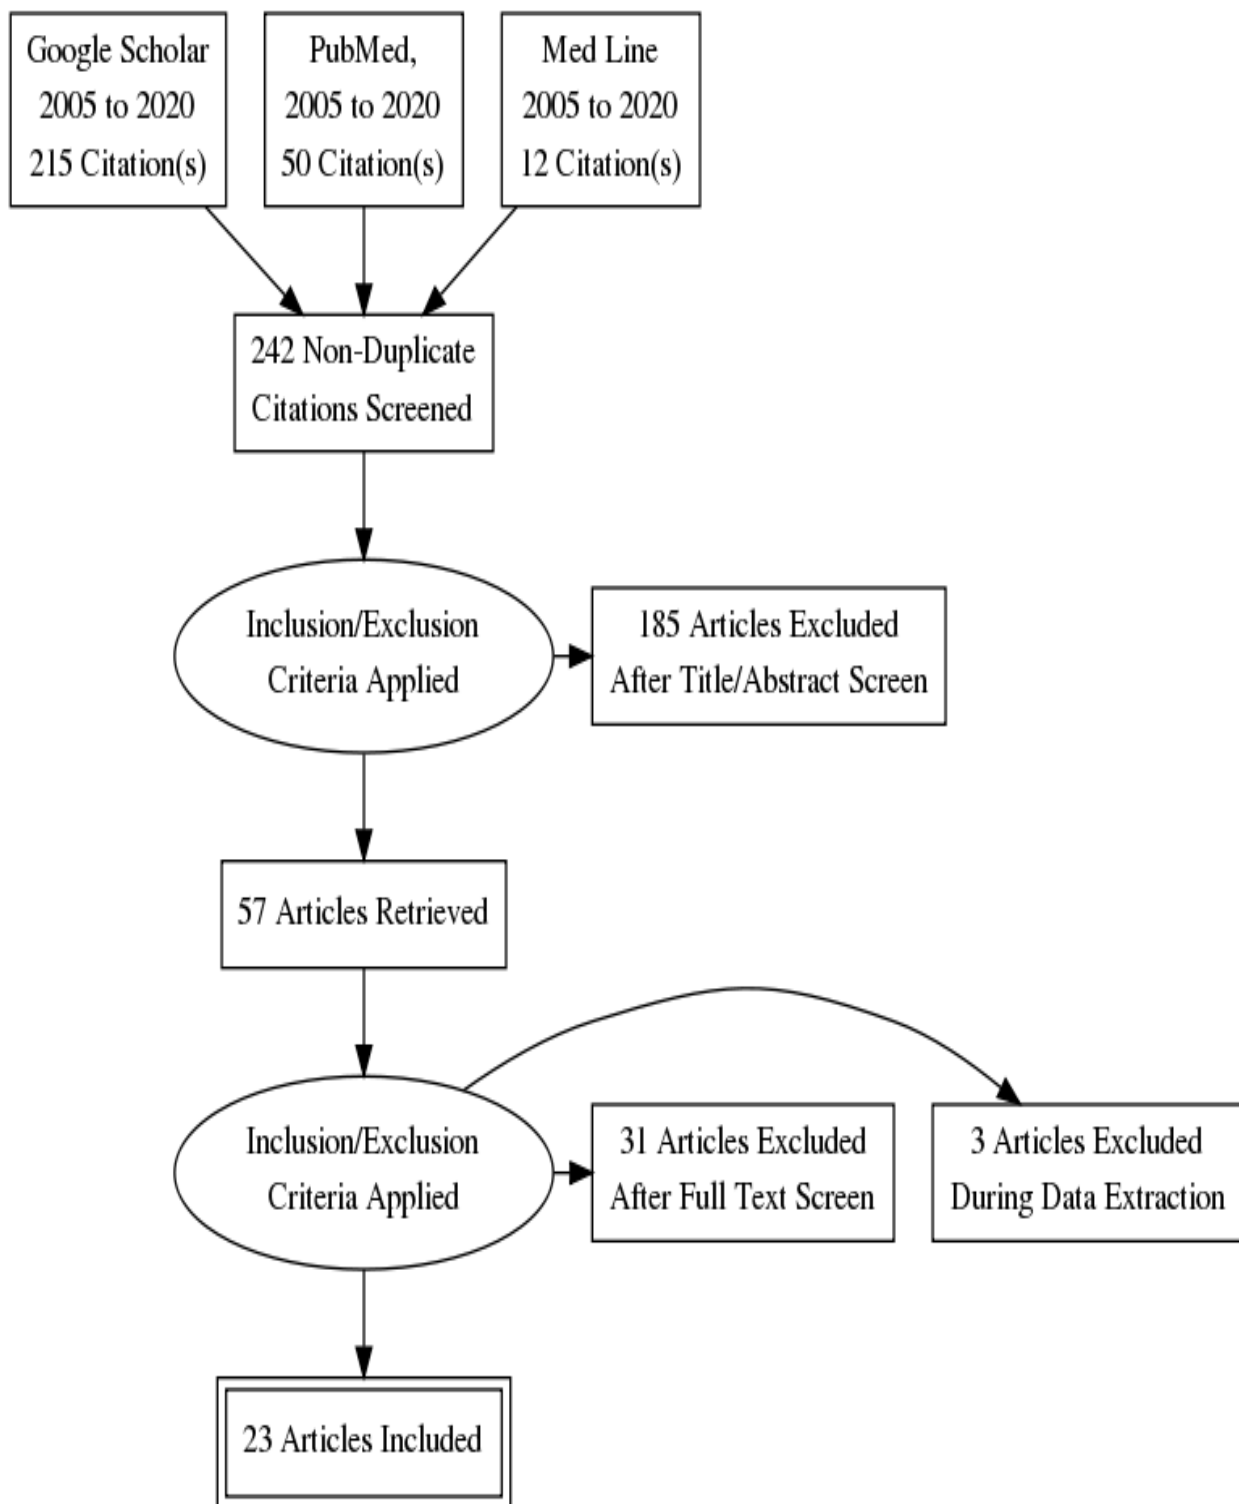 Google Scholar
2005 to 2020
215 Citation(s)
PubMed,
2005 to 2020
50 Citation(s)
Med Line
2005 to 2020
12 Citation(s)
242 Non-Duplicate
Citations Screened
Inclusion/Exclusion
Criteria Applied
185 Articles Excluded
After Title/Abstract Screen
57 Articles Retrieved
Inclusion/Exclusion
Criteria Applied
31 Articles Excluded
After Full Text Screen
3 Articles Excluded
During Data Extraction
23 Articles Included